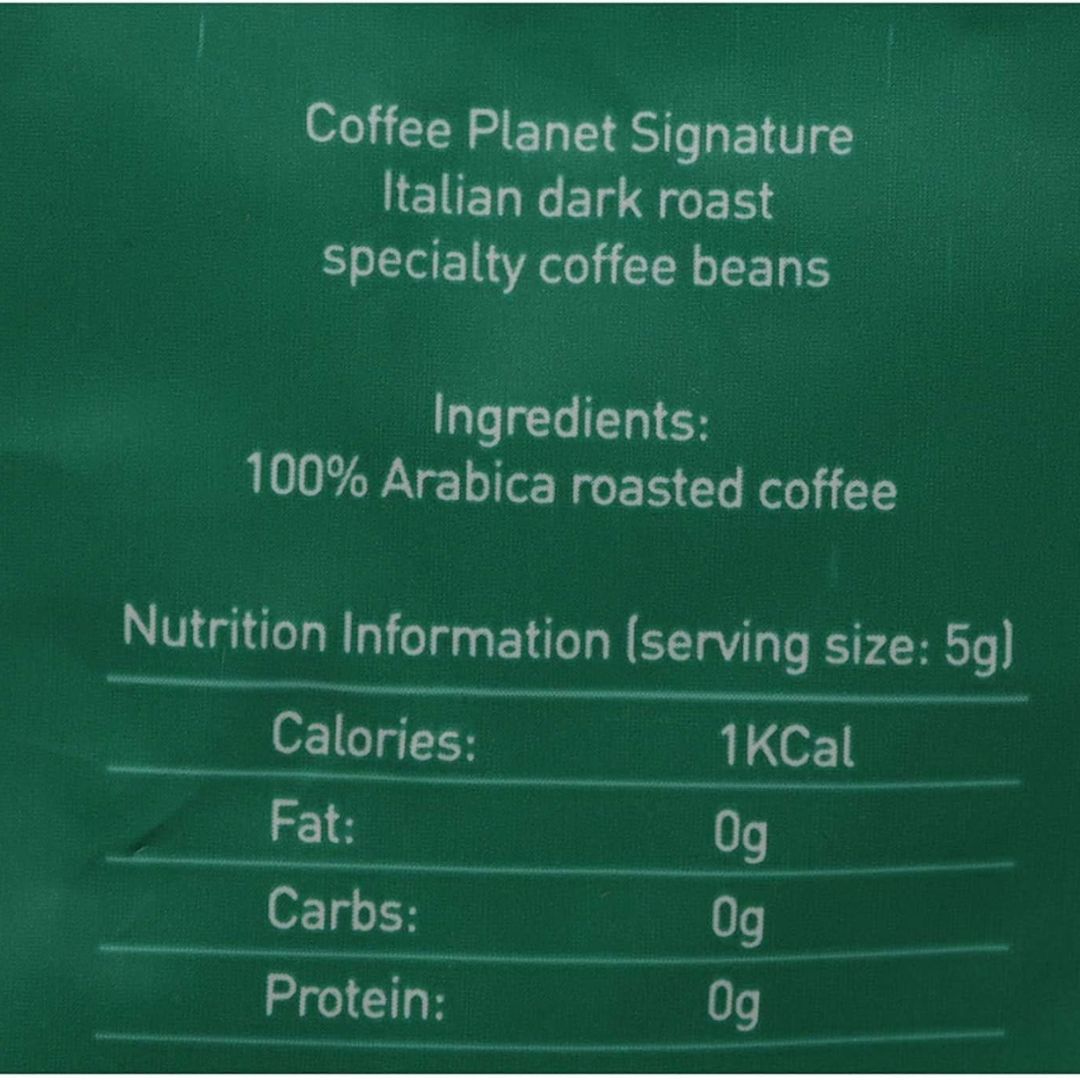 Coffee Planet Signature
Italian dark roast
specialty coffee beans
Ingredients:
100% Arabica roasted coffee
Nutrition Information (serving size: 5g)
Calories: 1KCal
Fat: 0g
Carbs: 0g
Protein: 0g